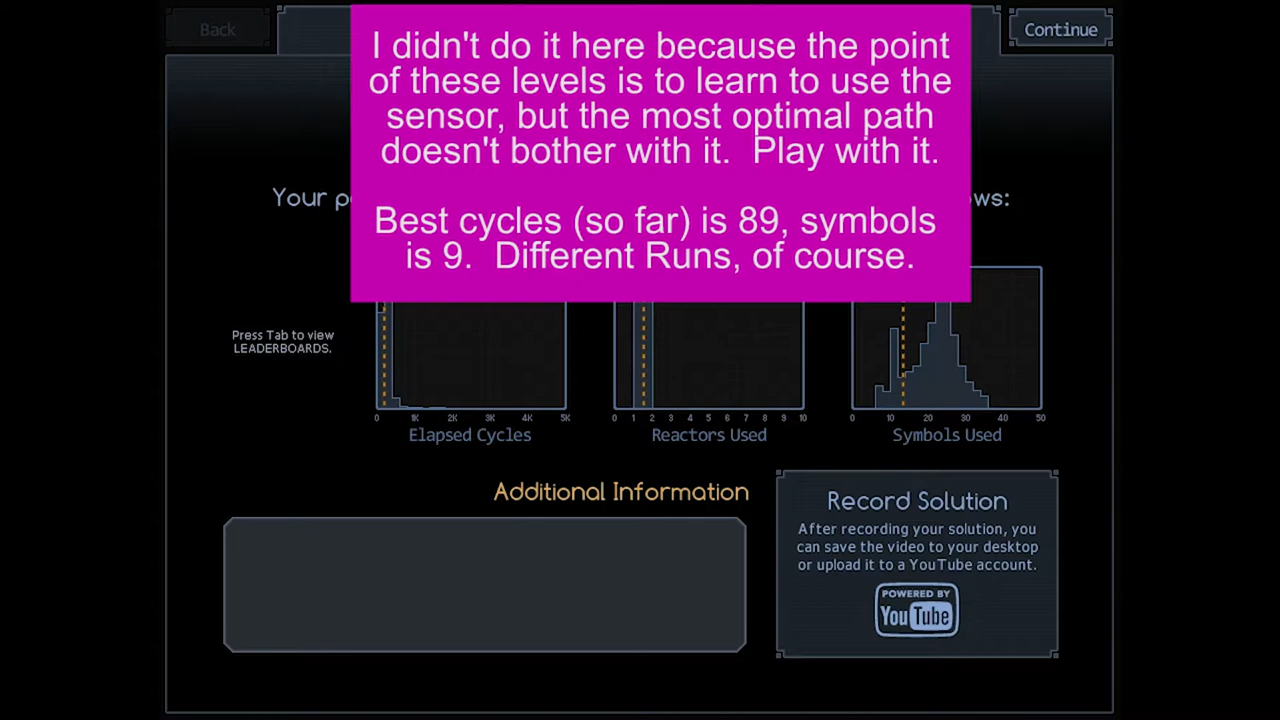 Back
Continue
I didn't do it here because the point
of these levels is to learn to use the
sensor, but the most optimal path
doesn't bother with it. Play with it.
Best cycles (so far) is 89, symbols
is 9. Different Runs, of course.
Your
Press Tab to view
LEADERBOARDS.
0 1K 2K 3K 4K 5K
Elapsed Cycles
0 1 2 3 4 5 6 7 8 9 10
Reactors Used
0 10 20 30 40 50
Symbols Used
Additional Information
Record Solution
After recording your solution, you
can save the video to your desktop
or upload it to a YouTube account.
POWERED BY
YouTube